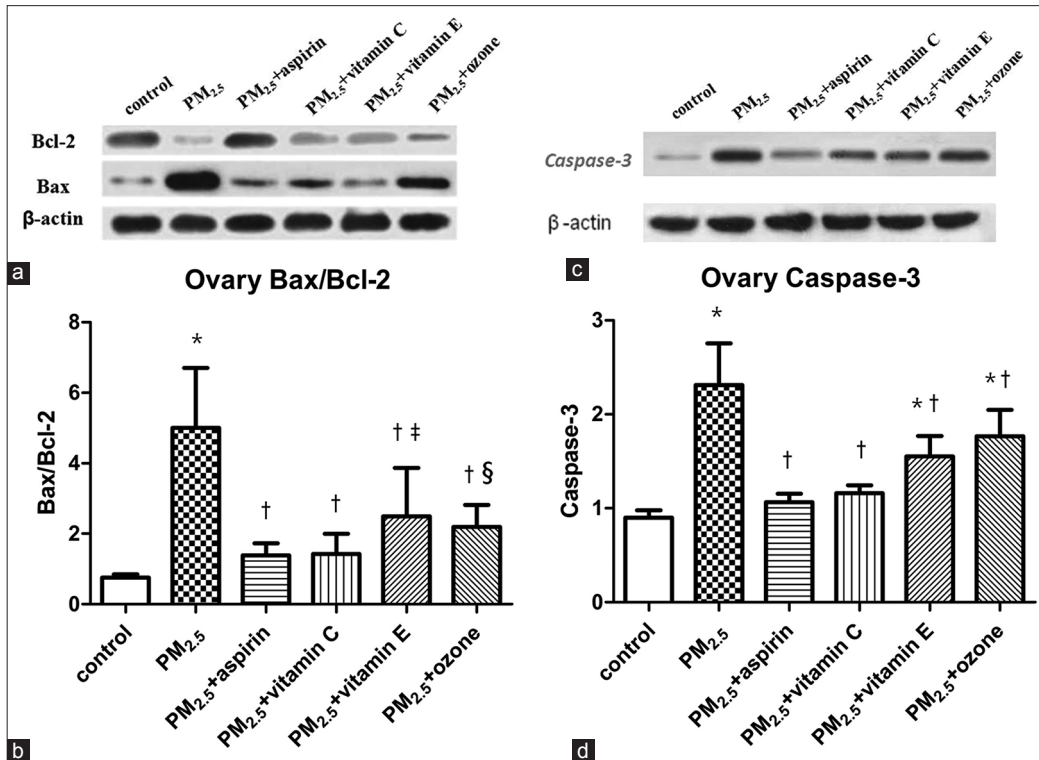 control PM2.5 PM2.5+aspirin PM2.5+vitamin C PM2.5+vitamin E PM2.5+ozone
Bcl-2
Bax
β-actin
a
control PM2.5 PM2.5+aspirin PM2.5+vitamin C PM2.5+vitamin E PM2.5+ozone
Caspase-3
β-actin
c
Ovary Bax/Bcl-2
Bax/Bcl-2
8
6
4
2
0
*
†
†
† ‡
† §
control
PM2.5
PM2.5+aspirin
PM2.5+vitamin C
PM2.5+vitamin E
PM2.5+ozone
b
Ovary Caspase-3
Caspase-3
3
2
1
0
*
†
†
* †
* †
control
PM2.5
PM2.5+aspirin
PM2.5+vitamin C
PM2.5+vitamin E
PM2.5+ozone
d